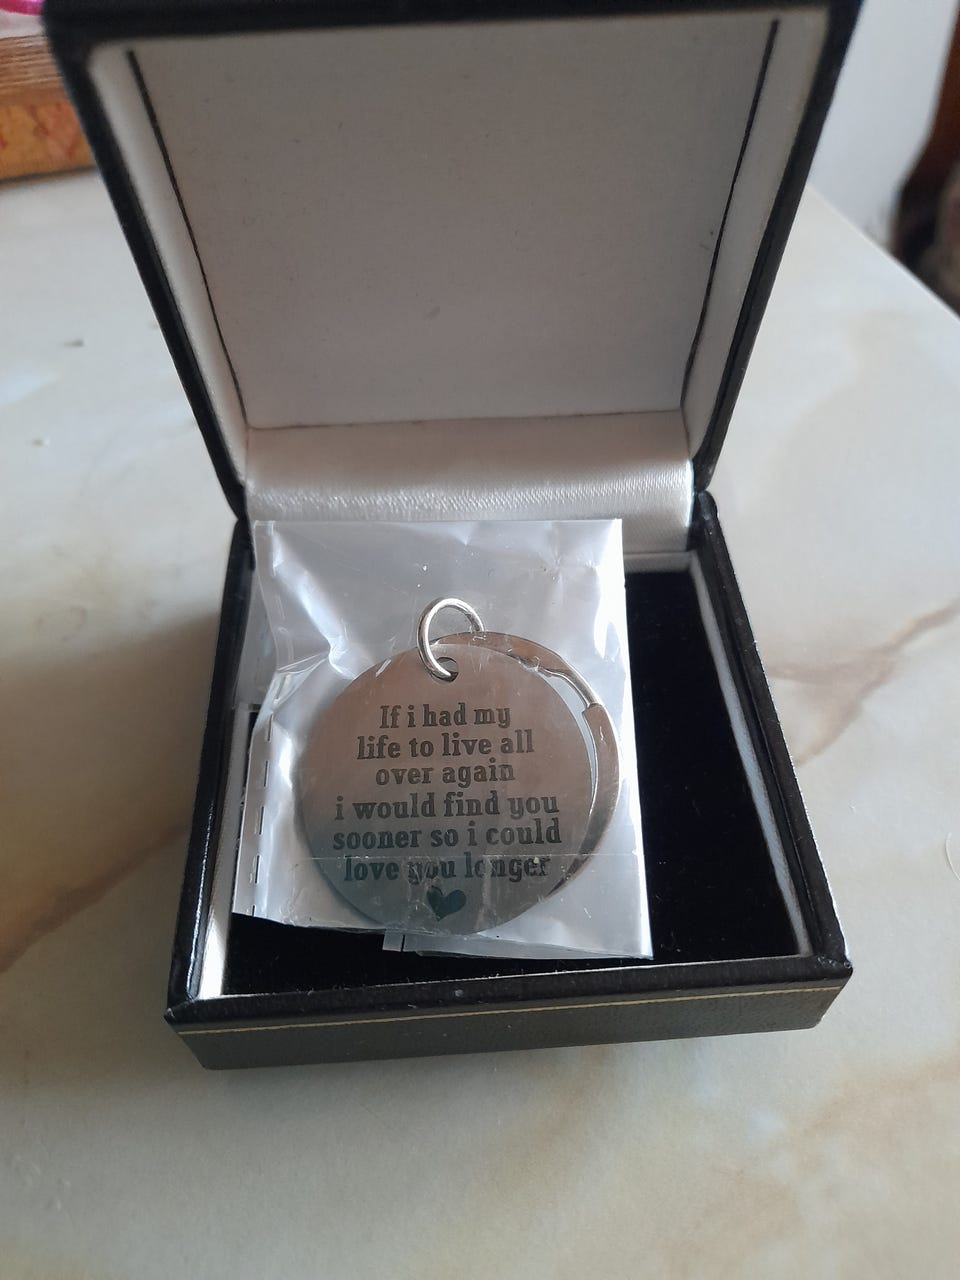 If i had my
life to live all
over again
i would find you
sooner so i could
love you longer